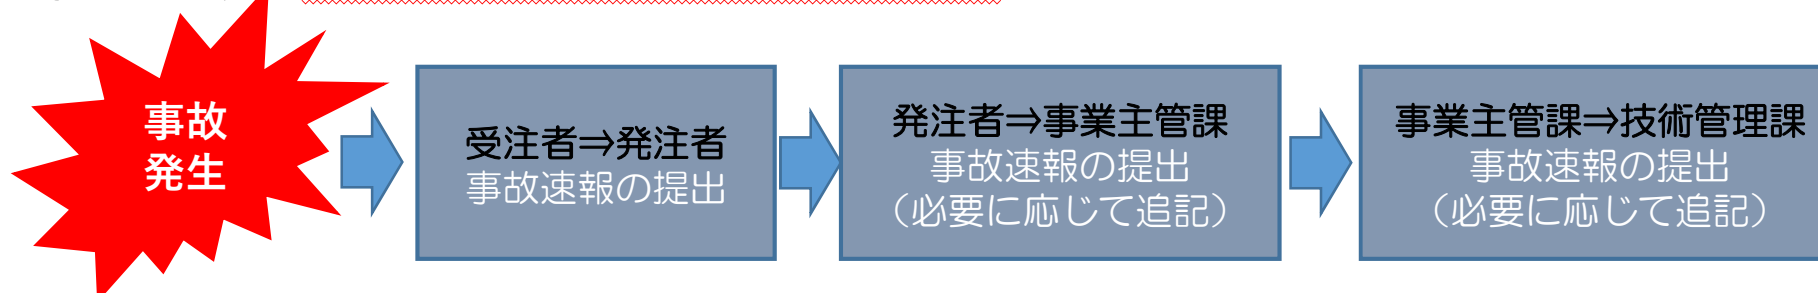 事故
発生
受注者⇒発注者
事故速報の提出
発注者⇒事業主管課
事故速報の提出
（必要に応じて追記）
事業主管課⇒技術管理課
事故速報の提出
（必要に応じて追記）